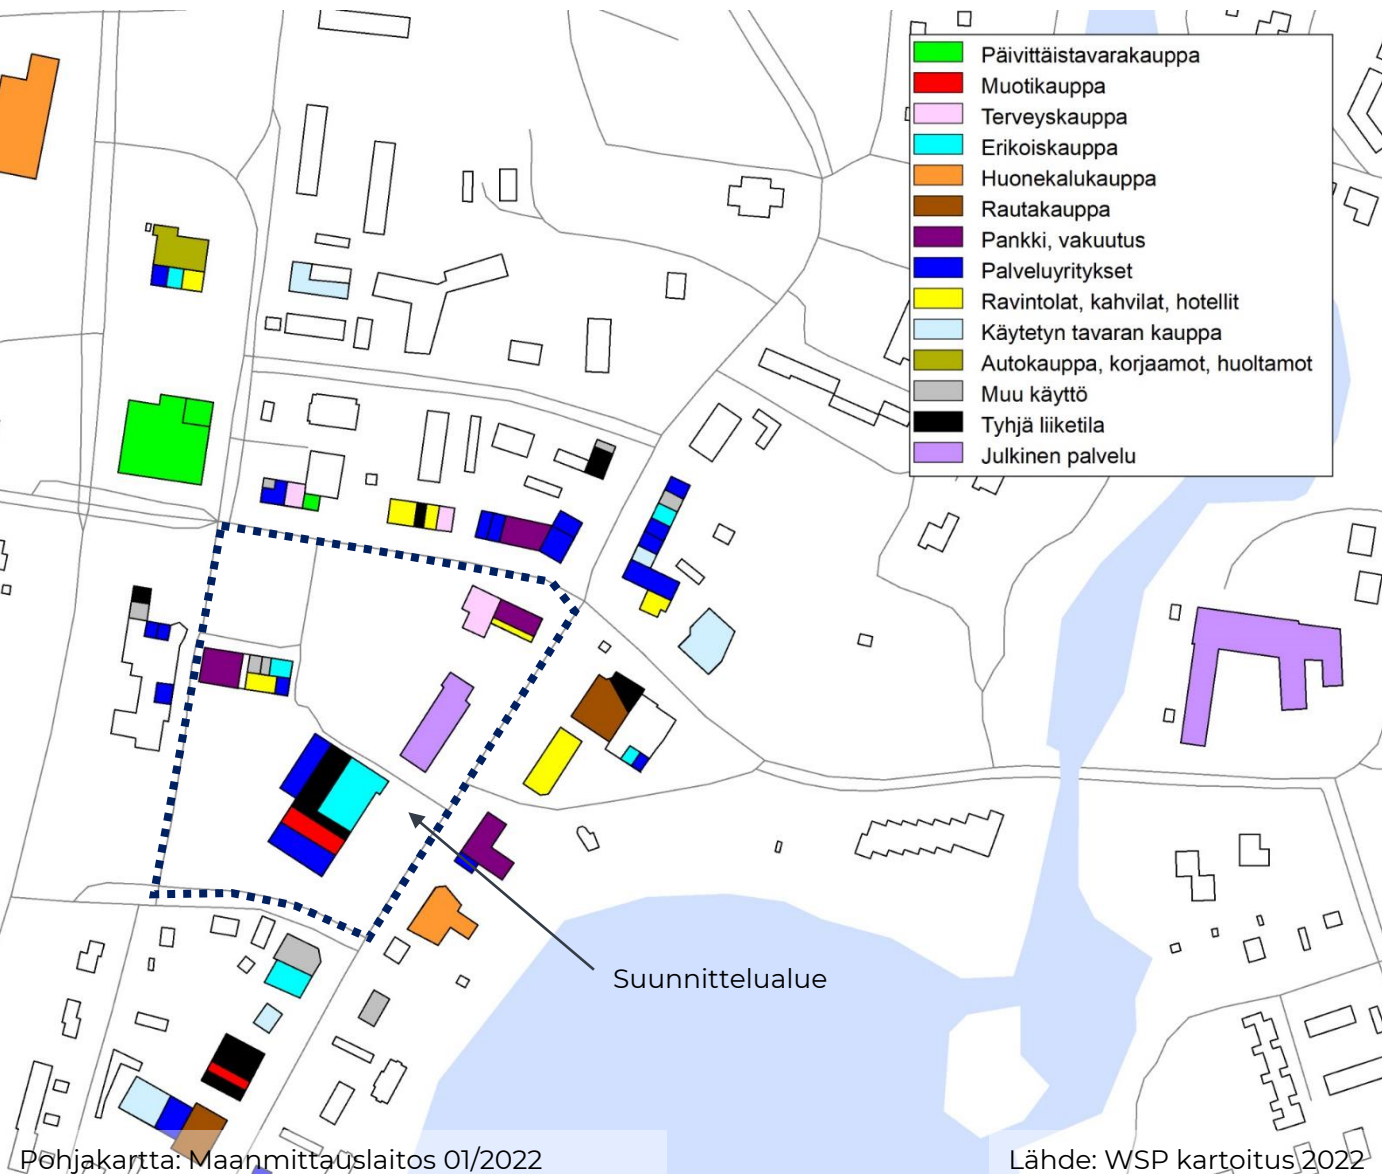 Päivittäistavarakauppa
Muotikauppa
Terveyskauppa
Erikoiskauppa
Huonekalukauppa
Rautakauppa
Pankki, vakuutus
Palveluyritykset
Ravintolat, kahvilat, hotellit
Käytetyn tavaran kauppa
Autokauppa, korjaamot, huoltamot
Muu käyttö
Tyhjä liiketila
Julkinen palvelu
Suunnittelualue
Pohjakartta: Maanmittauslaitos 01/2022
Lähde: WSP kartoitus 2022